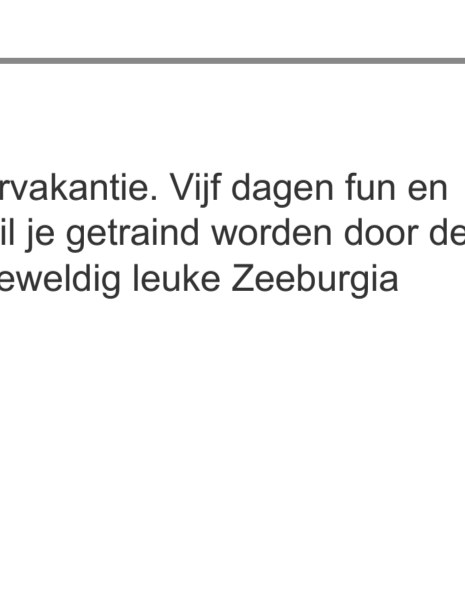 rvakantie. Vijf dagen fun en
il je getraind worden door de
eweldig leuke Zeeburgia